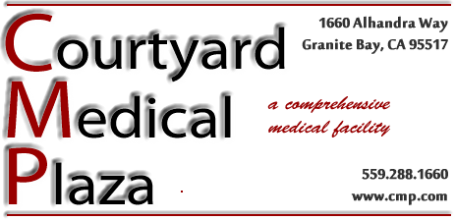 Courtyard
Medical
Plaza
1660 Alhandra Way
Granite Bay, CA 95517
a comprehensive
medical facility
559.288.1660
www.cmp.com